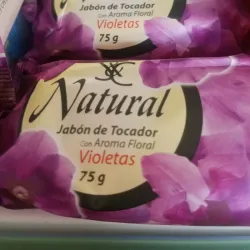 Jabón de Tocador
Con Aroma Floral
Violetas
75 g
Natural
Jabón de Tocador
Con Aroma Floral
Violetas
75 g